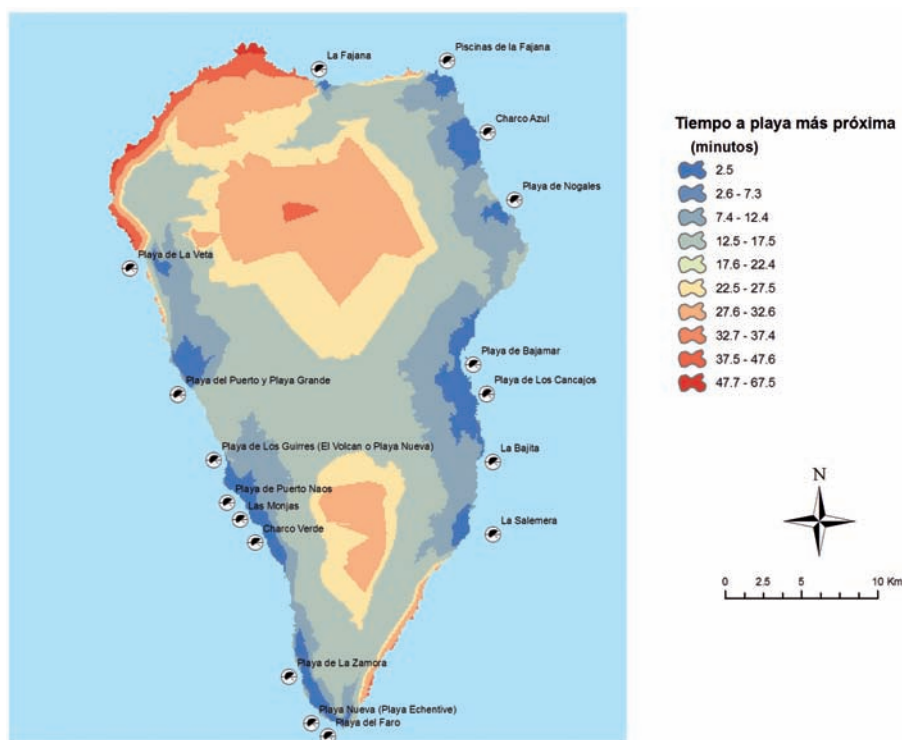 La Fajana
Piscinas de la Fajana
Charco Azul
Playa de Nogales
Playa de La Veta
Playa de Bajamar
Playa del Puerto y Playa Grande
Playa de Los Cancajos
Playa de Los Guirres (El Volcan o Playa Nueva)
La Bajita
Playa de Puerto Naos
Las Monjas
Charco Verde
La Salemera
Playa de La Zamora
Playa Nueva (Playa Echentive)
Playa del Faro
Tiempo a playa más próxima
(minutos)
2.5
2.6 - 7.3
7.4 - 12.4
12.5 - 17.5
17.6 - 22.4
22.5 - 27.5
27.6 - 32.6
32.7 - 37.4
37.5 - 47.6
47.7 - 67.5
N
0 2.5 5 10 Km